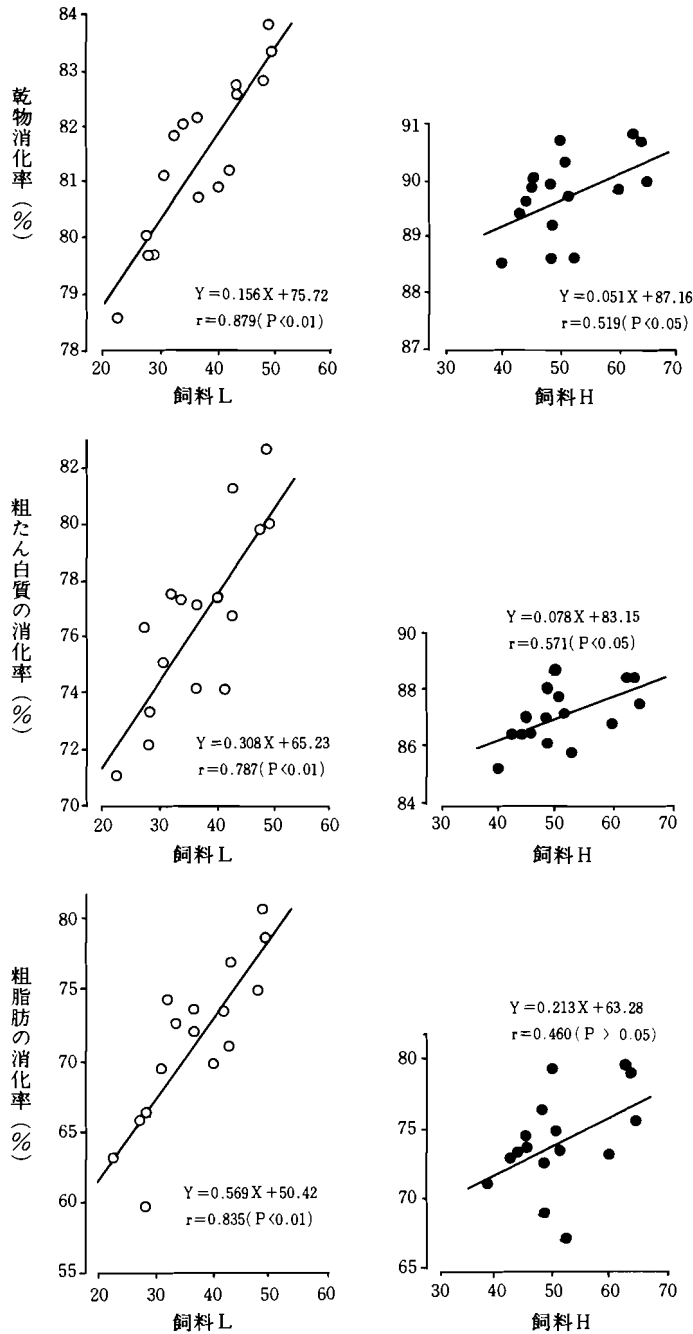 乾物消化率（％）
84
83
82
81
80
79
78
20 30 40 50 60
飼料L
Y=0.156X+75.72
r=0.879(P<0.01)
91
90
89
88
87
30 40 50 60 70
飼料H
Y=0.051X+87.16
r=0.519(P<0.05)
粗たん白質の消化率（％）
82
80
78
76
74
72
70
20 30 40 50 60
飼料L
Y=0.308X+65.23
r=0.787(P<0.01)
Y=0.078X+83.15
r=0.571(P<0.05)
90
88
86
84
30 40 50 60 70
飼料H
粗脂肪の消化率（％）
80
75
70
65
60
55
20 30 40 50 60
飼料L
Y=0.569X+50.42
r=0.835(P<0.01)
Y=0.213X+63.28
r=0.460(P > 0.05)
80
75
70
65
30 40 50 60 70
飼料H